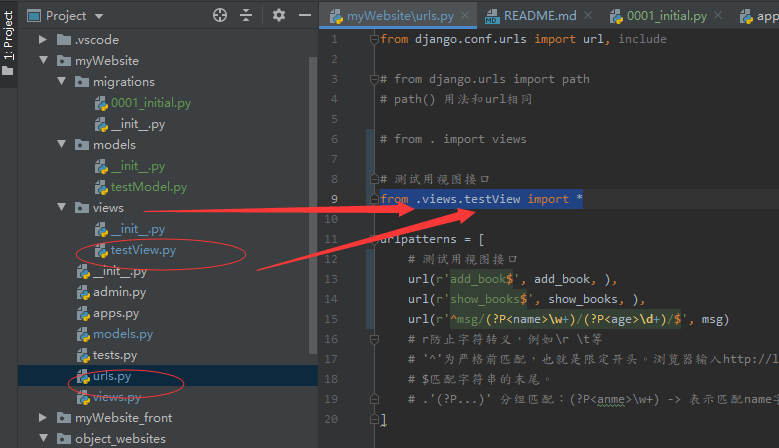 1: Project
Project
.vscode
myWebsite
migrations
0001_initial.py
__init__.py
models
__init__.py
testModel.py
views
__init__.py
testView.py
__init__.py
admin.py
apps.py
models.py
tests.py
urls.py
views.py
myWebsite_front
object_websites
myWebsite\urls.py
README.md
0001_initial.py
app
1 from django.conf.urls import url, include
2
3 # from django.urls import path
4 # path() 用法和url相同
5
6 # from . import views
7
8 # 测试用视图接口
9 from .views.testView import *
10
11 urlpatterns = [
12 # 测试用视图接口
13 url(r'add_book$', add_book, ),
14 url(r'show_books$', show_books, ),
15 url(r'^msg/(?P<name>\w+)/(?P<age>\d+)/$', msg)
16 # r防止字符转义，例如\r \t等
17 # '^'为严格前匹配，也就是限定开头。浏览器输入http://l
18 # $匹配字符串的末尾。
19 # .'(?P...)' 分组匹配：(?P<anme>\w+) -> 表示匹配name字
20 ]